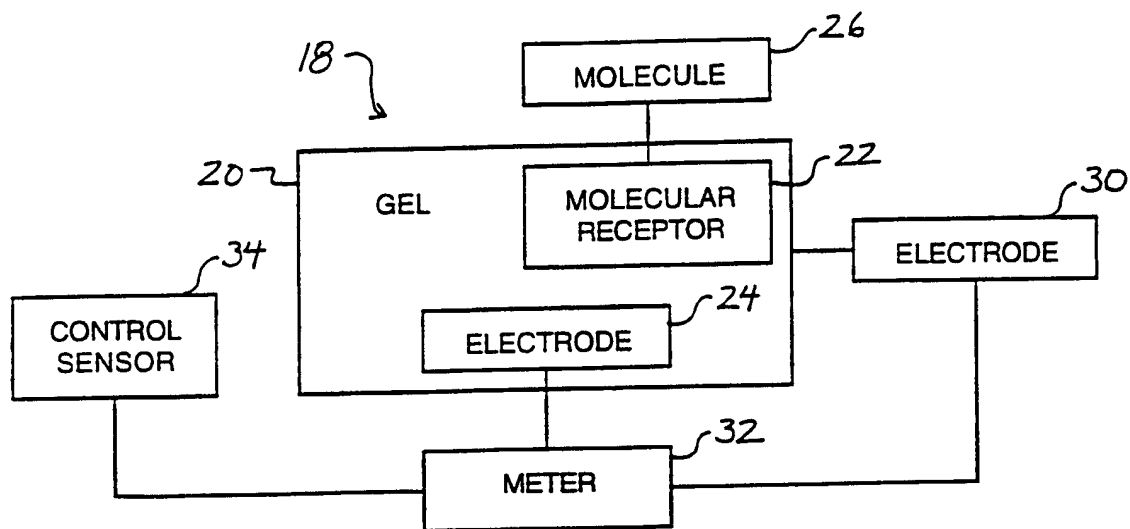 26
18
MOLECULE
20
22
GEL
MOLECULAR
RECEPTOR
30
ELECTRODE
34
24
CONTROL
SENSOR
ELECTRODE
32
METER